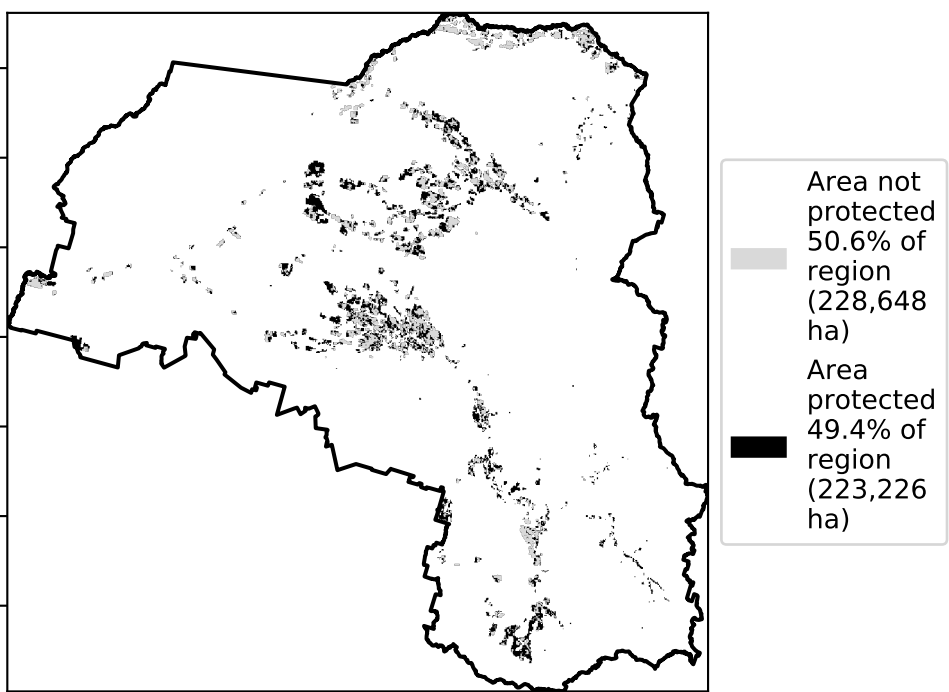 Area not
protected
50.6% of
region
(228,648
ha)
Area
protected
49.4% of
region
(223,226
ha)